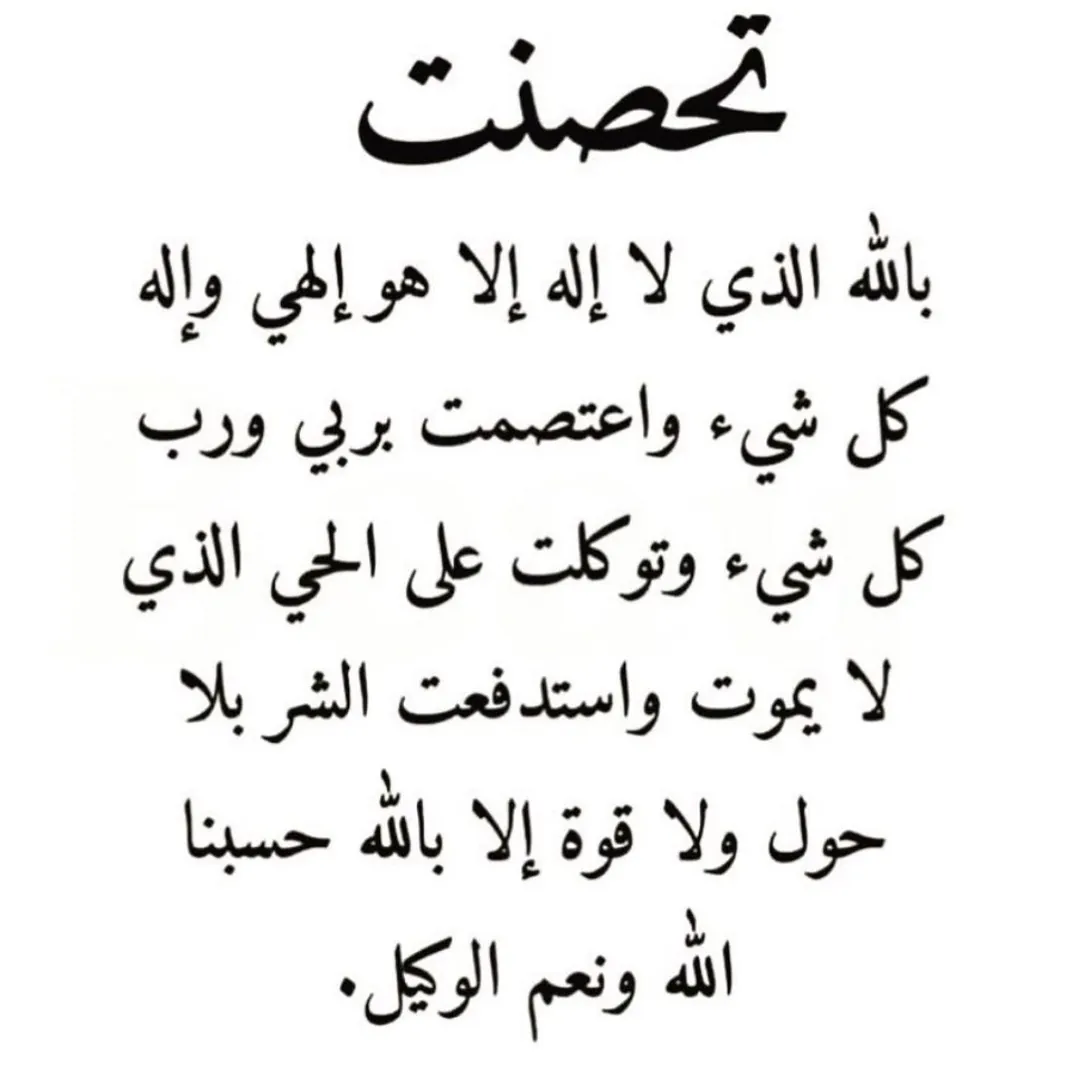 تحصنت
بالله الذي لا إله إلا هو إلهي وإله
كل شيء واعتصمت بربي ورب
كل شيء وتوكلت على الحي الذي
لا يموت واستدفعت الشر بلا
حول ولا قوة إلا بالله حسبنا
الله ونعم الوكيل.